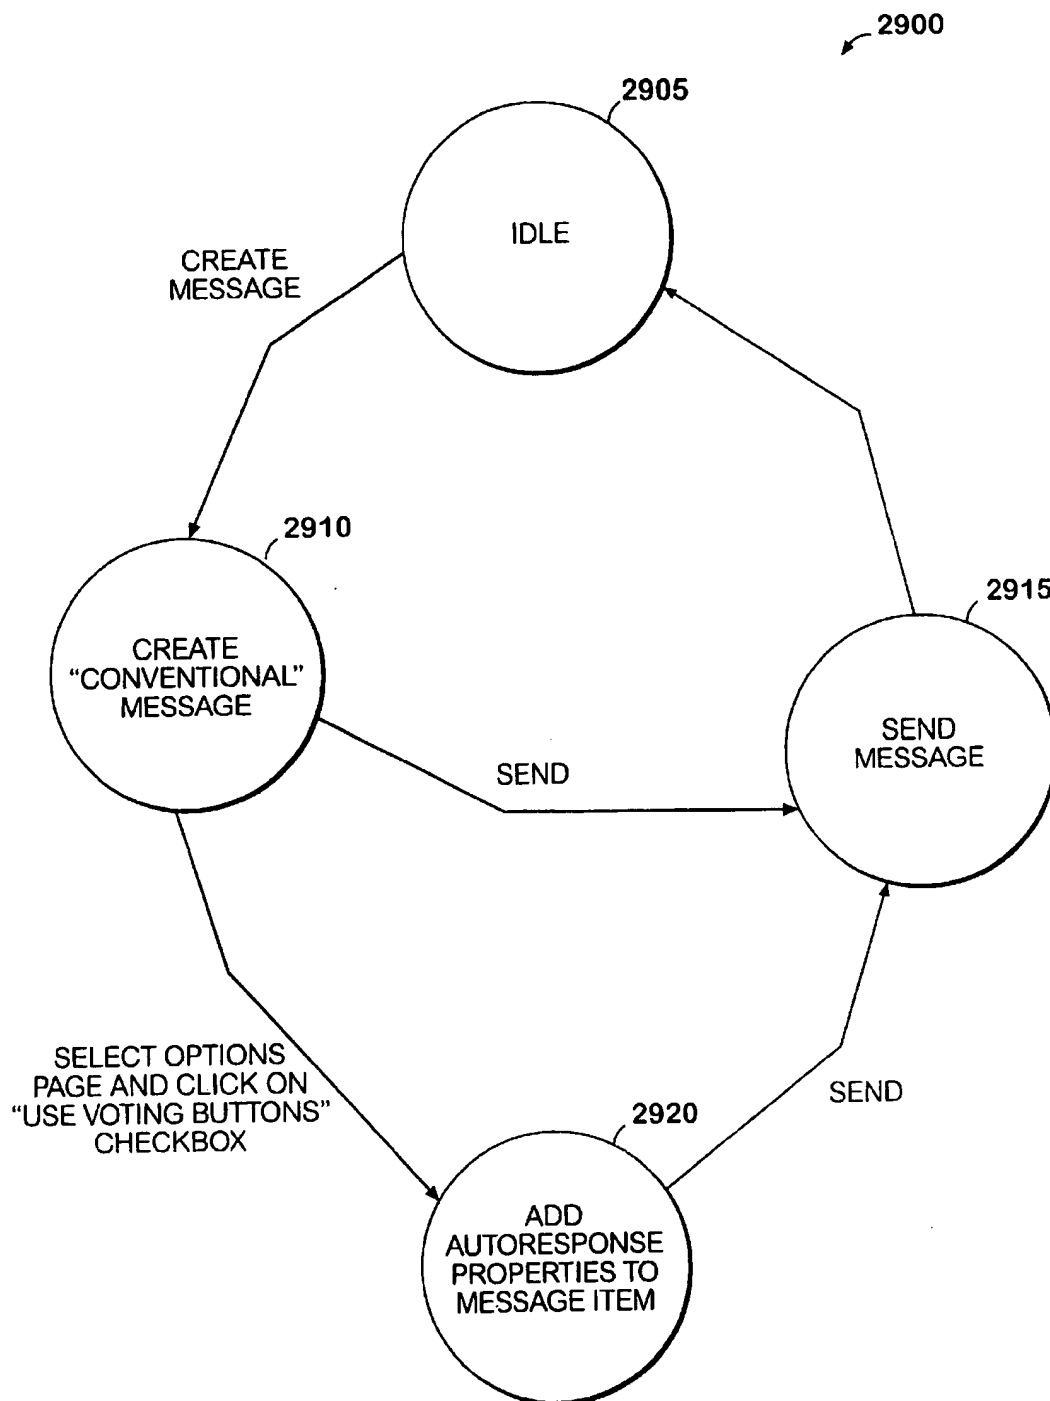 2900
2905
IDLE
CREATE
MESSAGE
2910
CREATE
“CONVENTIONAL”
MESSAGE
2915
SEND
MESSAGE
SEND
SELECT OPTIONS
PAGE AND CLICK ON
“USE VOTING BUTTONS”
CHECKBOX
SEND
2920
ADD
AUTORESPONSE
PROPERTIES TO
MESSAGE ITEM